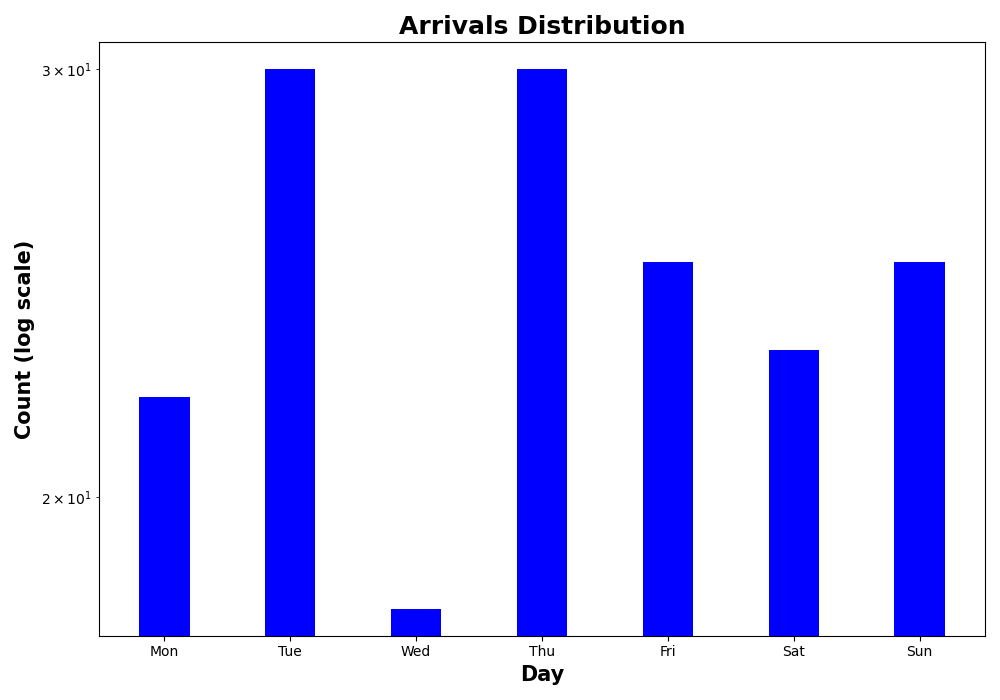 Arrivals Distribution
Count (log scale)
3 × 10¹
2 × 10¹
Mon Tue Wed Thu Fri Sat Sun
Day